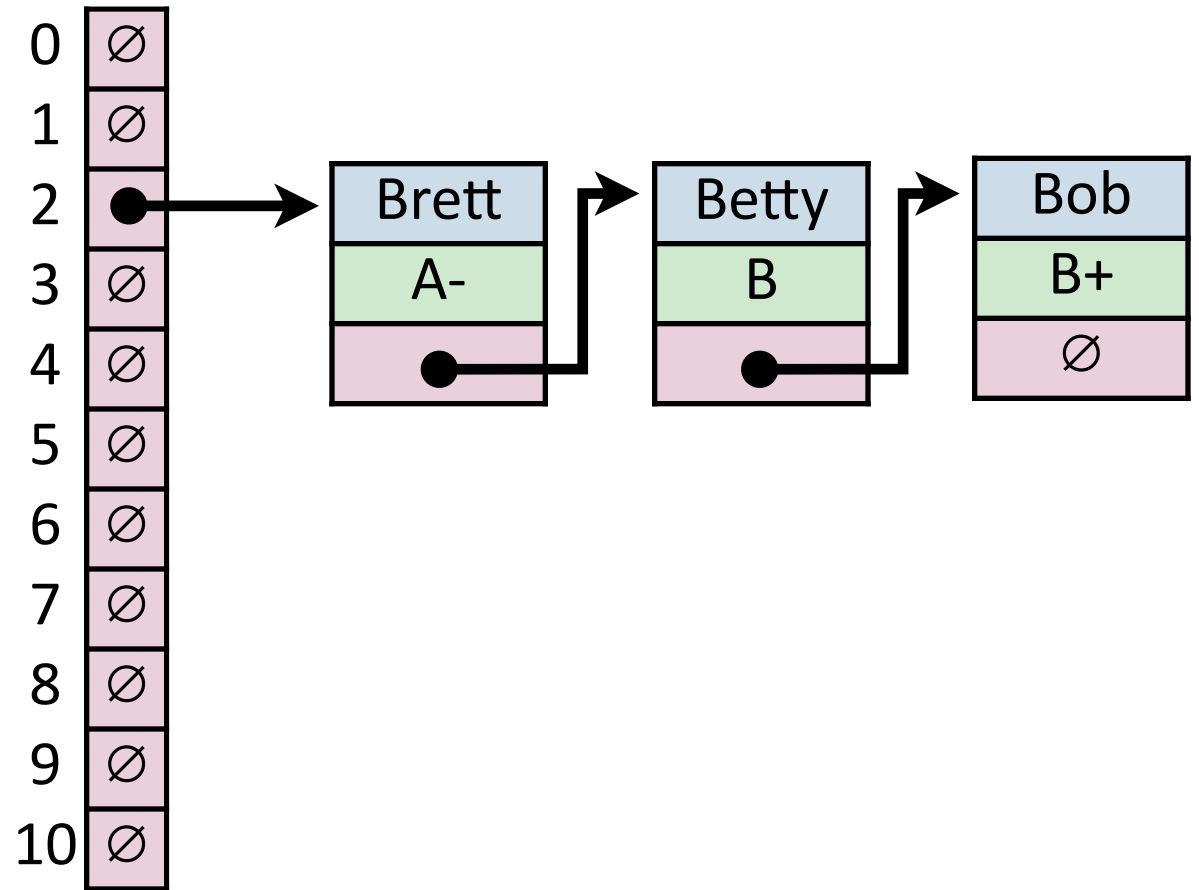 0 ∅
1 ∅
2 Brett Betty Bob
3 ∅ A- B B+
4 ∅ ∅
5 ∅
6 ∅
7 ∅
8 ∅
9 ∅
10 ∅